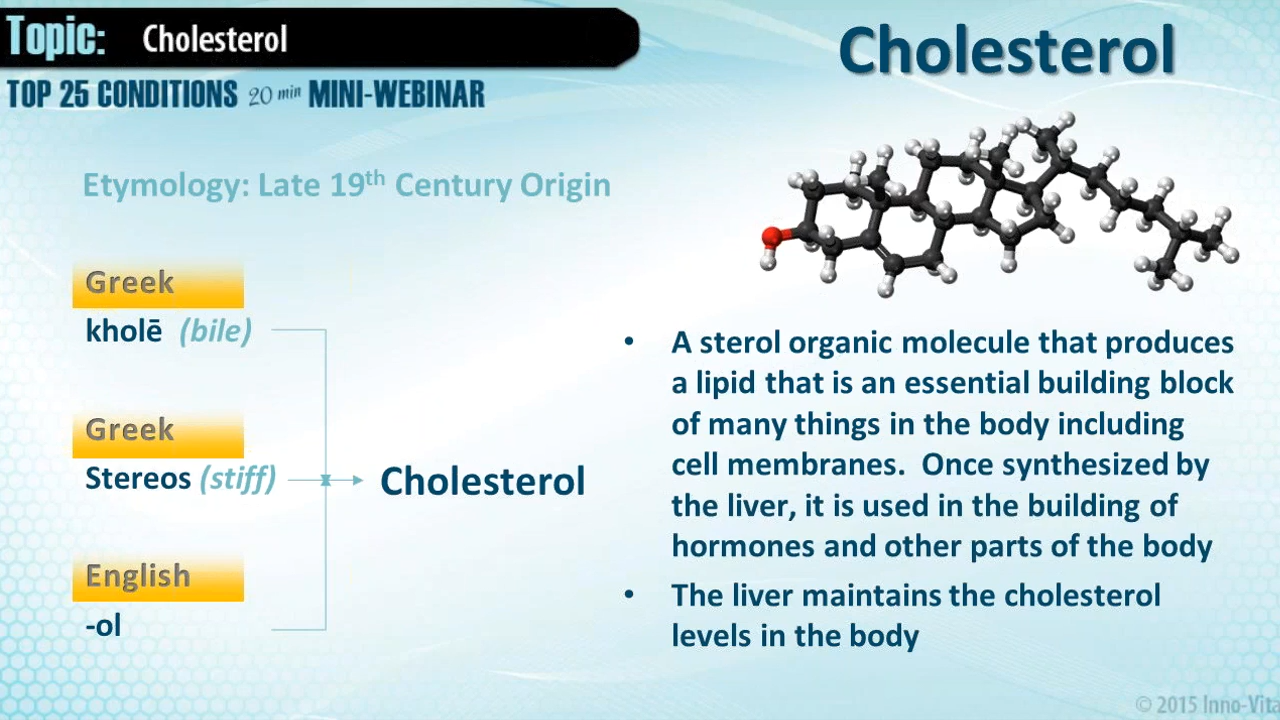 Topic: Cholesterol
TOP 25 CONDITIONS 20 min MINI-WEBINAR
Cholesterol
Etymology: Late 19th Century Origin
Greek
kholē (bile)
Greek
Stereos (stiff)
Cholesterol
English
-ol
• A sterol organic molecule that produces
a lipid that is an essential building block
of many things in the body including
cell membranes. Once synthesized by
the liver, it is used in the building of
hormones and other parts of the body
• The liver maintains the cholesterol
levels in the body
© 2015 Inno-Vita